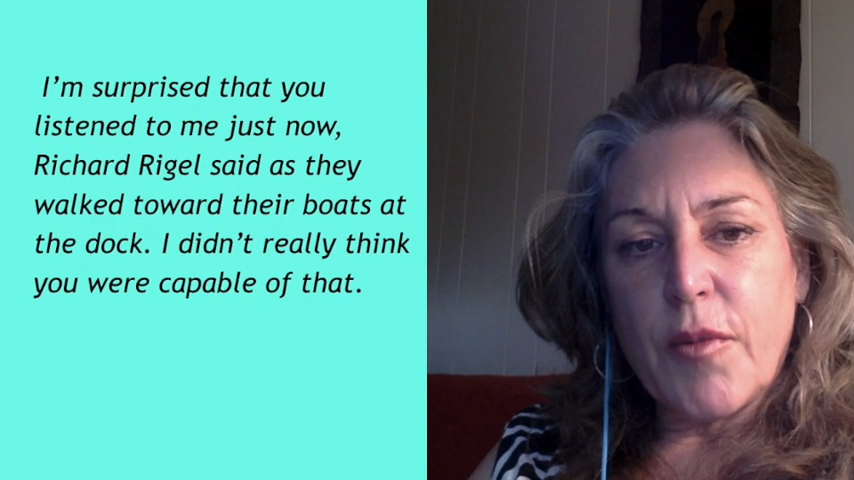 I’m surprised that you
listened to me just now,
Richard Rigel said as they
walked toward their boats at
the dock. I didn’t really think
you were capable of that.